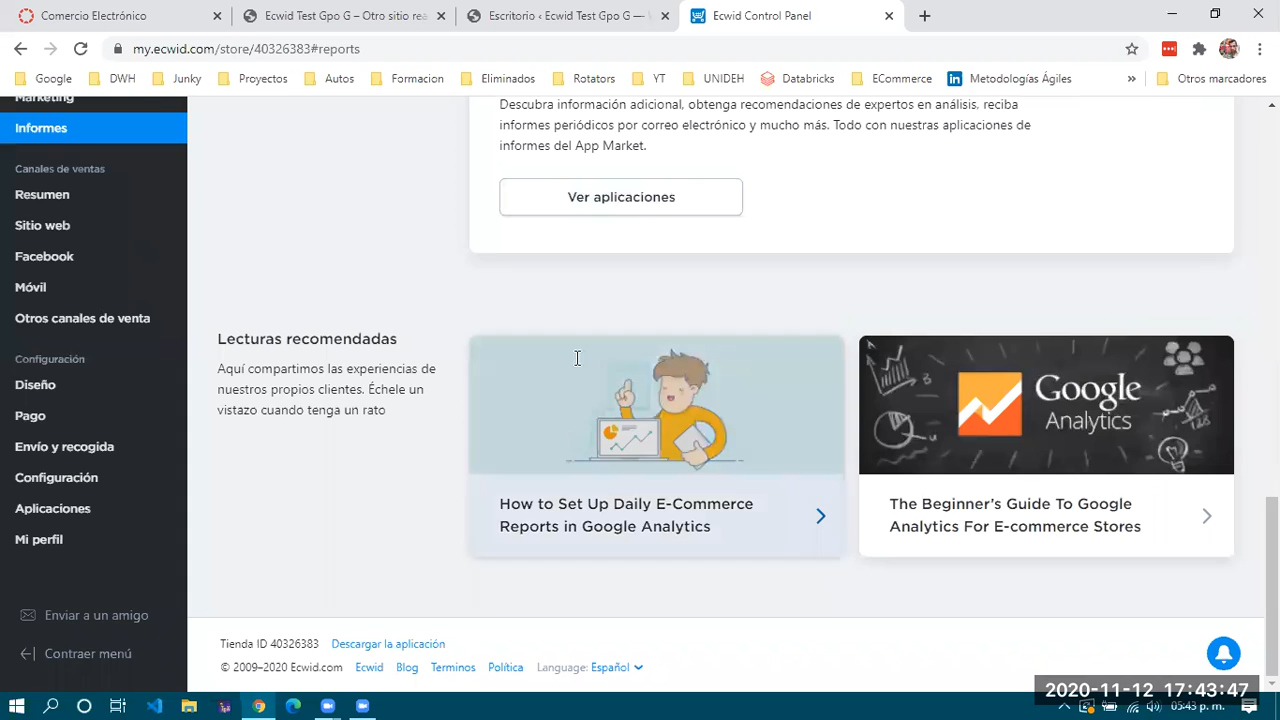 Comercio Electrónico
Ecwid Test Gpo G – Otro sitio rea
Escritorio ‹ Ecwid Test Gpo G — W
Ecwid Control Panel
my.ecwid.com/store/40326383#reports
Google
DWH
Junky
Proyectos
Autos
Formacion
Eliminados
Rotators
YT
UNIDEH
Databricks
ECommerce
Metodologías Ágiles
»
Otros marcadores
Marketing
Informes
Canales de ventas
Resumen
Sitio web
Facebook
Móvil
Otros canales de venta
Configuración
Diseño
Pago
Envío y recogida
Configuración
Aplicaciones
Mi perfil
Enviar a un amigo
Contraer menú
Descubra información adicional, obtenga recomendaciones de expertos en análisis, reciba
informes periódicos por correo electrónico y mucho más. Todo con nuestras aplicaciones de
informes del App Market.
Ver aplicaciones
Lecturas recomendadas
Aquí compartimos las experiencias de
nuestros propios clientes. Échele un
vistazo cuando tenga un rato
How to Set Up Daily E-Commerce
Reports in Google Analytics
Google
Analytics
The Beginner's Guide To Google
Analytics For E-commerce Stores
Tienda ID 40326383 Descargar la aplicación
© 2009–2020 Ecwid.com Ecwid Blog Terminos Política Language: Español
2020-11-12 17:43:47
05:43 p. m.